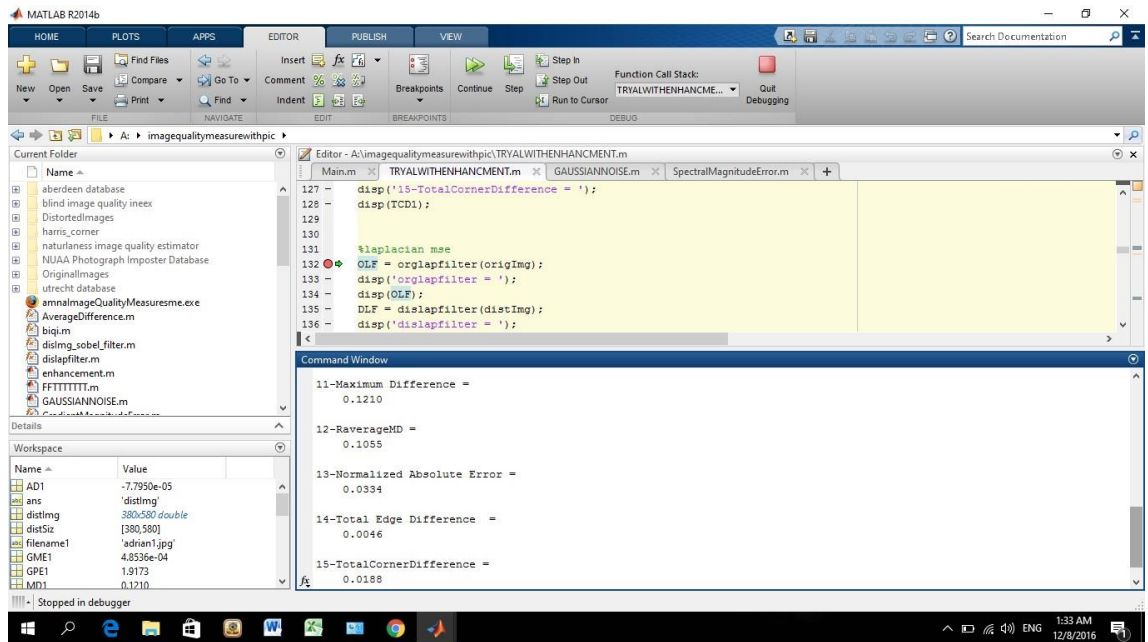 MATLAB R2014b
HOME PLOTS APPS EDITOR PUBLISH VIEW Search Documentation
New Open Save Find Files Compare Print
Go To Find
Insert fx Comment Indent
Breakpoints Continue Step Step In Step Out Run to Cursor
Function Call Stack:
TRYALWITHENHANCME...
Quit Debugging
FILE NAVIGATE EDIT BREAKPOINTS DEBUG
A: imagequalitymeasurewithpic
Current Folder
Name
aberdeen database
blind image quality ineex
DistortedImages
harris_corner
naturlaness image quality estimator
NUAA Photograph Imposter Database
OriginalImages
utrecht database
amnaImageQualityMeasuresme.exe
AverageDifference.m
biqi.m
disImg_sobel_filter.m
dislapfilter.m
enhancement.m
FFTTTTTTT.m
GAUSSIANNOISE.m
GradientMagnitudeError.m
Details
Workspace
Name Value
AD1 -7.7950e-05
ans 'distImg'
distImg 380x580 double
distSiz [380,580]
filename1 'adrian1.jpg'
GME1 4.8536e-04
GPE1 1.9173
MD1 0.1210
Editor - A:\imagequalitymeasurewithpic\TRYALWITHENHANCMENT.m
Main.m TRYALWITHENHANCMENT.m GAUSSIANNOISE.m SpectralMagnitudeError.m
127 - disp('15-TotalCornerDifference = ');
128 - disp(TCD1);
129
130
131 %laplacian mse
132 OLF = orglapfilter(origImg);
133 - disp('orglapfilter = ');
134 - disp(OLF);
135 - DLF = dislapfilter(distImg);
136 - disp('dislapfilter = ');
Command Window
11-Maximum Difference =
0.1210
12-RaverageMD =
0.1055
13-Normalized Absolute Error =
0.0334
14-Total Edge Difference =
0.0046
15-TotalCornerDifference =
0.0188
fx
Stopped in debugger
ENG 1:33 AM
12/8/2016